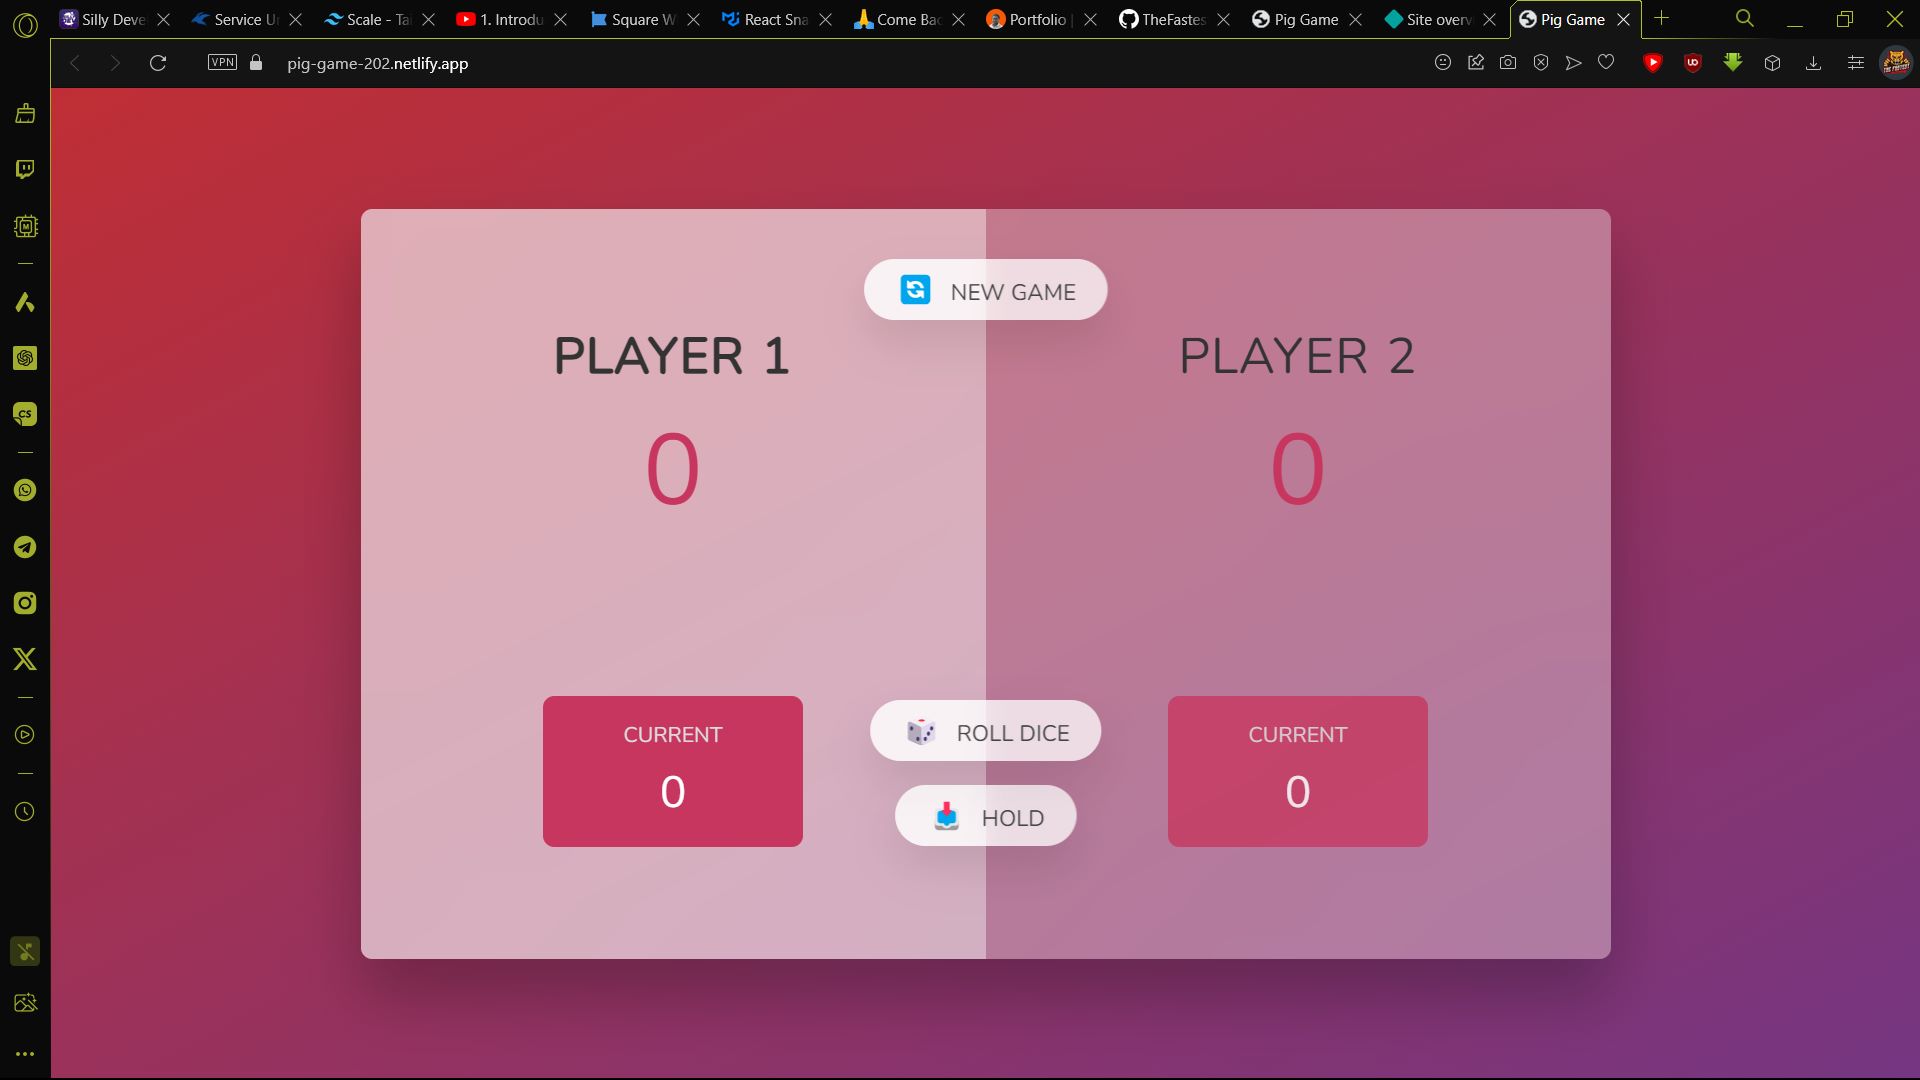 Silly Deve
Service U
Scale - Tai
1. Introdu
Square W
React Sna
Come Bac
Portfolio |
TheFastes
Pig Game
Site overv
Pig Game
VPN
pig-game-202.netlify.app
NEW GAME
PLAYER 1
PLAYER 2
0
0
CURRENT
0
ROLL DICE
HOLD
CURRENT
0